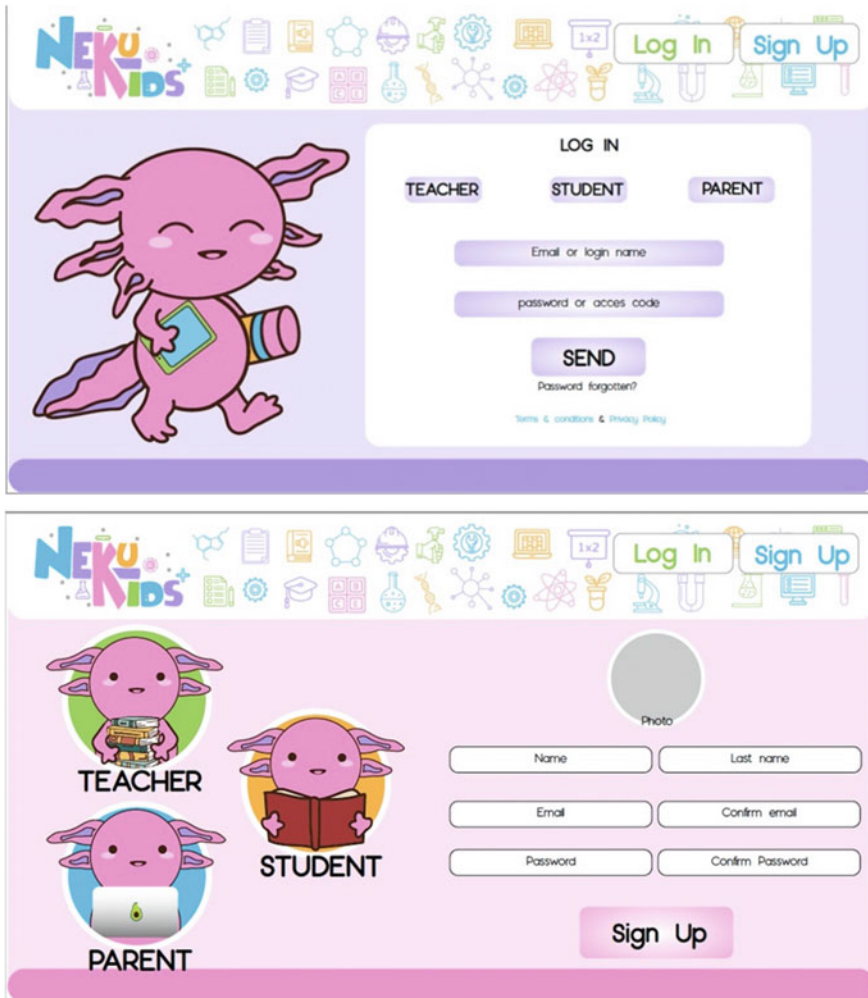 NEKU
KIDS
1x2
Log In
Sign Up
LOG IN
TEACHER
STUDENT
PARENT
Email or login name
password or acces code
SEND
Password forgotten?
Terms & conditions & Privacy Policy
NEKU
KIDS
1x2
Log In
Sign Up
TEACHER
STUDENT
PARENT
Photo
Name
Last name
Email
Confirm email
Password
Confirm Password
Sign Up